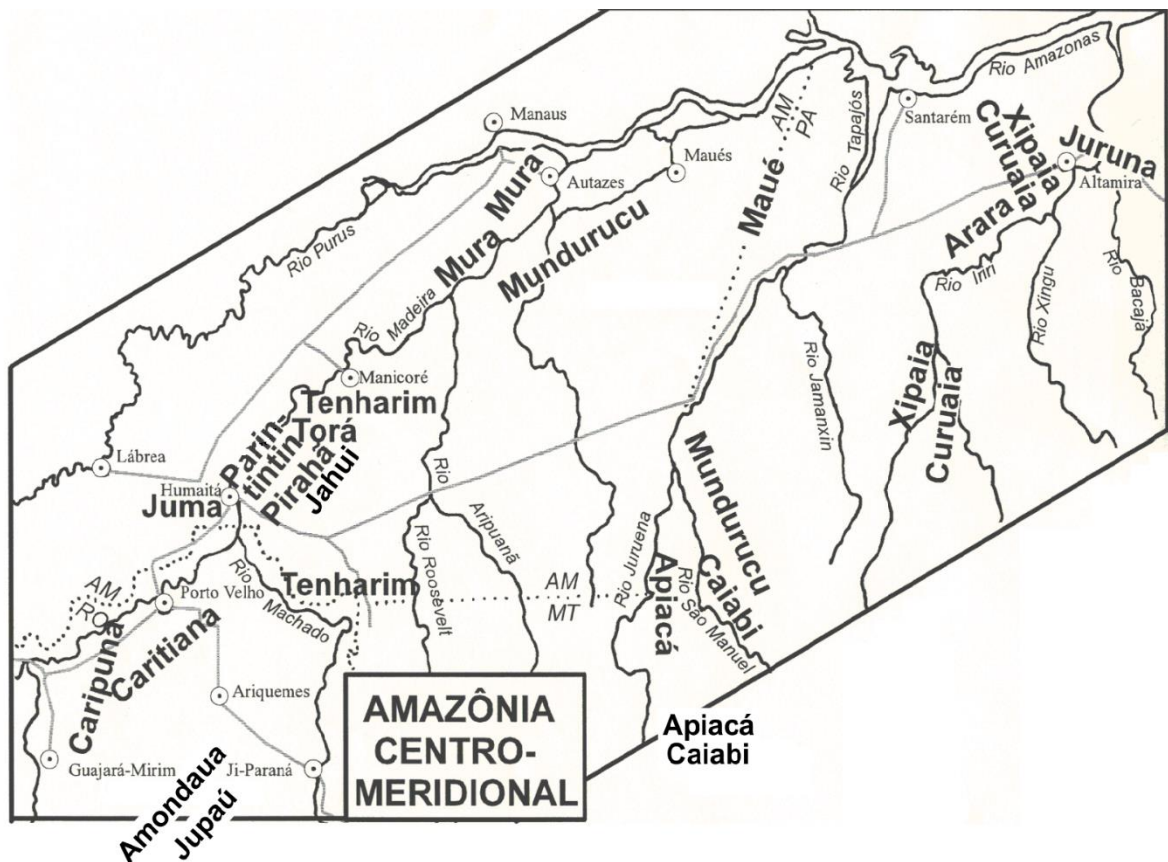 Rio Amazonas
Manaus
Santarém
Xipaia
Curuaia
Juruna
Altamira
AM
PA
Rio Tapajós
Maués
Maué
Mura
Autazes
Mura
Mundurucu
Arara
Rio Iriri
Rio Xingu
Rio Bacajá
Rio Purus
Rio Madeira
Manicoré
Rio Jamanxin
Xipaia
Curuaia
Tenharim
Torá
Parin-
tintin
Pirahã
Jahui
Lábrea
Humaitá
Juma
Rio Aripuanã
Mundurucu
Rio Roosevelt
Rio Juruena
Apiacá
Caiabi
Rio São Manuel
AM
RO
Porto Velho
Rio Machado
Tenharim
AM
MT
Caripuna
Caritiana
Ariquemes
Guajará-Mirim
Ji-Paraná
Amondaua
Jupaú
AMAZÔNIA
CENTRO-
MERIDIONAL
Apiacá
Caiabi